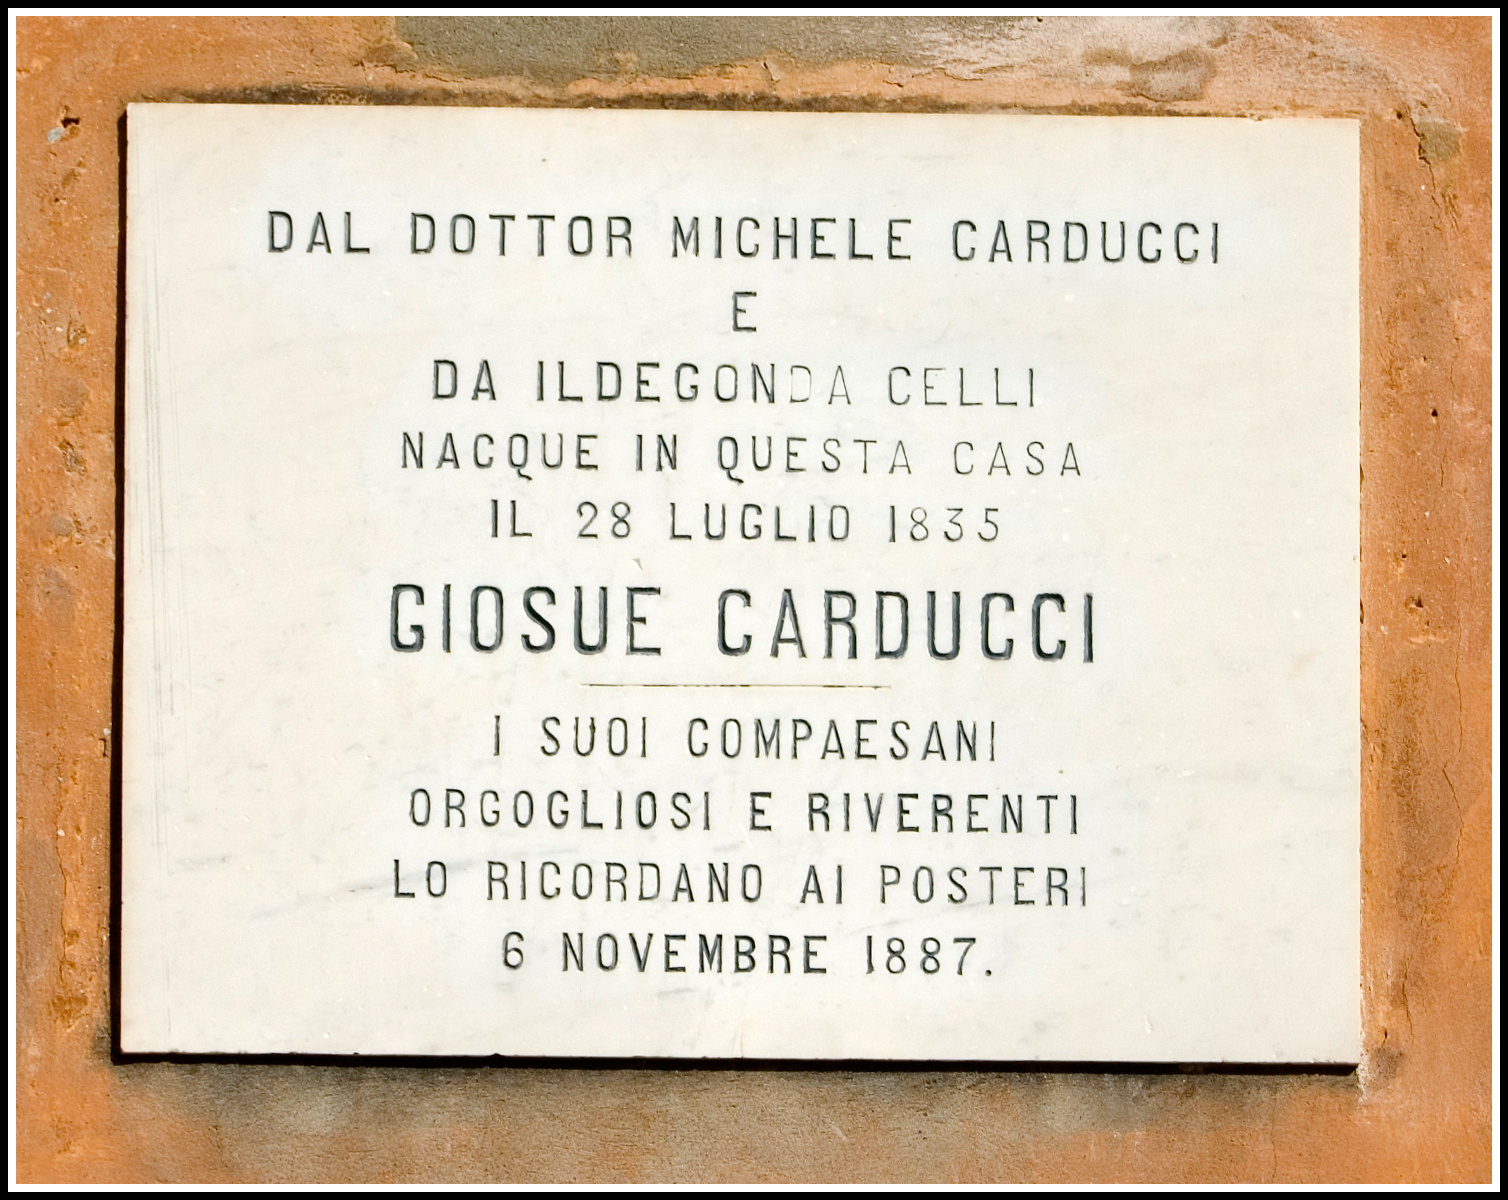 DAL DOTTOR MICHELE CARDUCCI
E
DA ILDEGONDA CELLI
NACQUE IN QUESTA CASA
IL 28 LUGLIO 1835
GIOSUE CARDUCCI
I SUOI COMPAESANI
ORGOGLIOSI E RIVERENTI
LO RICORDANO AI POSTERI
6 NOVEMBRE 1887.